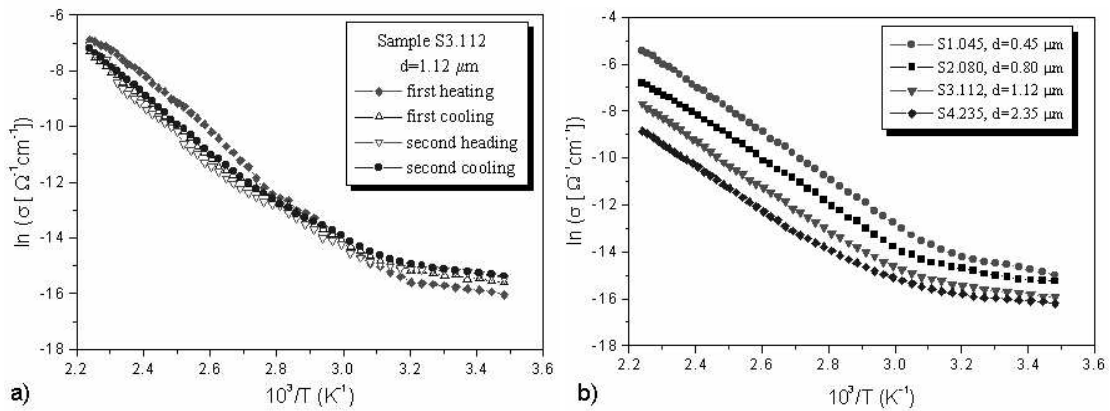 -6
-8
-10
-12
-14
-16
-18
ln (σ [ Ω⁻¹cm⁻¹])
Sample S3.112
d=1.12 μm
first heating
first cooling
second heading
second cooling
2.2 2.4 2.6 2.8 3.0 3.2 3.4 3.6
10³/T (K⁻¹)
a)
-4
-6
-8
-10
-12
-14
-16
-18
ln (σ [ Ω⁻¹cm⁻¹])
S1.045, d=0.45 μm
S2.080, d=0.80 μm
S3.112, d=1.12 μm
S4.235, d=2.35 μm
2.2 2.4 2.6 2.8 3.0 3.2 3.4 3.6
10³/T (K⁻¹)
b)